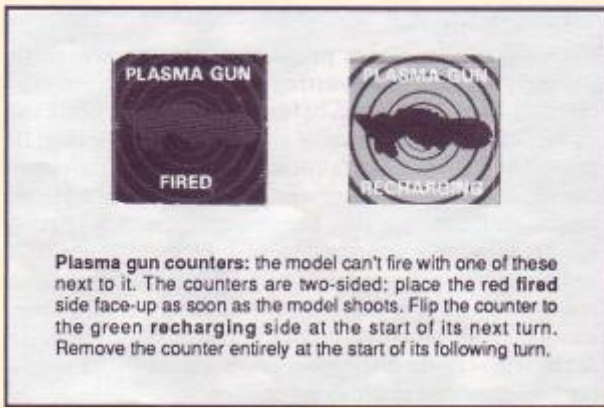 PLASMA GUN
FIRED
PLASMA GUN
RECHARGING
Plasma gun counters: the model can't fire with one of these
next to it. The counters are two-sided: place the red fired
side face-up as soon as the model shoots. Flip the counter to
the green recharging side at the start of its next turn.
Remove the counter entirely at the start of its following turn.